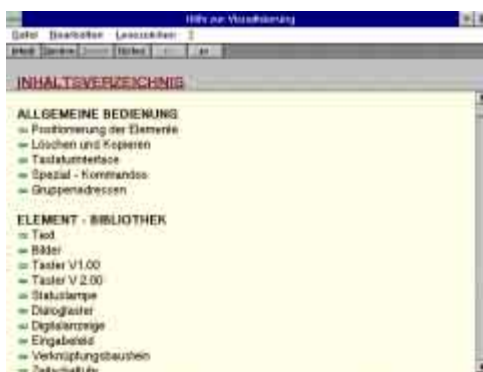 Hilfe zur Visualisierung
Datei Bearbeiten Lesezeichen ?
Inhalt Suchen Zurück
INHALTSVERZEICHNIS
ALLGEMEINE BEDIENUNG
Positionierung der Elemente
Löschen und Kopieren
Tastaturinterface
Spezial - Kommandos
Gruppenadressen
ELEMENT - BIBLIOTHEK
Text
Bilder
Taster V1.00
Taster V 2.00
Statuslampe
Dialogtaster
Digitalanzeige
Eingabefeld
Verknüpfungsbaustein
Zeitschaltuhr